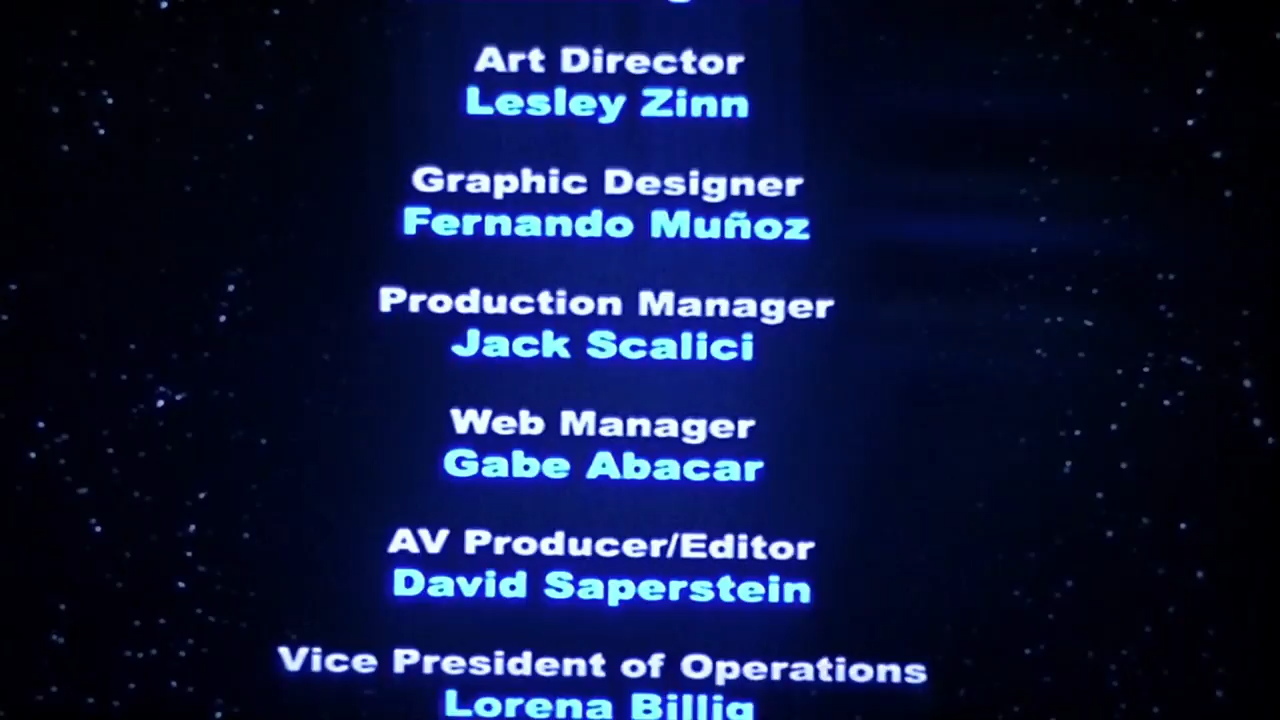 Art Director
Lesley Zinn
Graphic Designer
Fernando Muñoz
Production Manager
Jack Scalici
Web Manager
Gabe Abacar
AV Producer/Editor
David Saperstein
Vice President of Operations
Lorena Billig